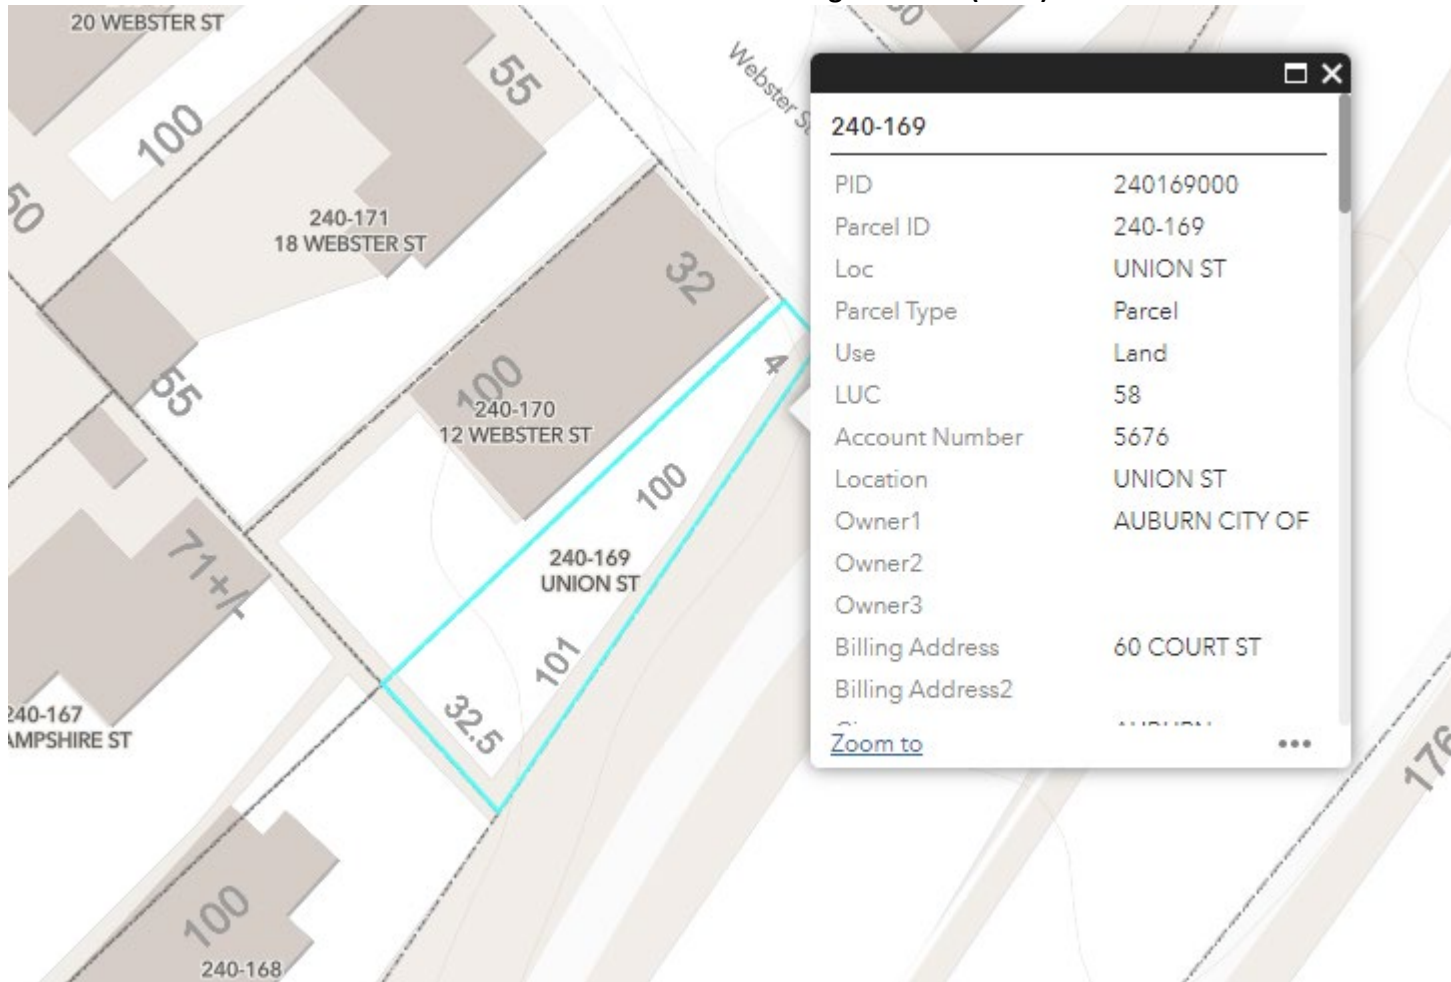 20 WEBSTER ST
55
100
Webster
50
240-171
18 WEBSTER ST
32
55
100
240-170
12 WEBSTER ST
4
100
240-169
UNION ST
71+/-
101
32.5
240-167
AMPSHIRE ST
100
240-168
176
240-169
PID 240169000
Parcel ID 240-169
Loc UNION ST
Parcel Type Parcel
Use Land
LUC 58
Account Number 5676
Location UNION ST
Owner1 AUBURN CITY OF
Owner2
Owner3
Billing Address 60 COURT ST
Billing Address2
Zoom to